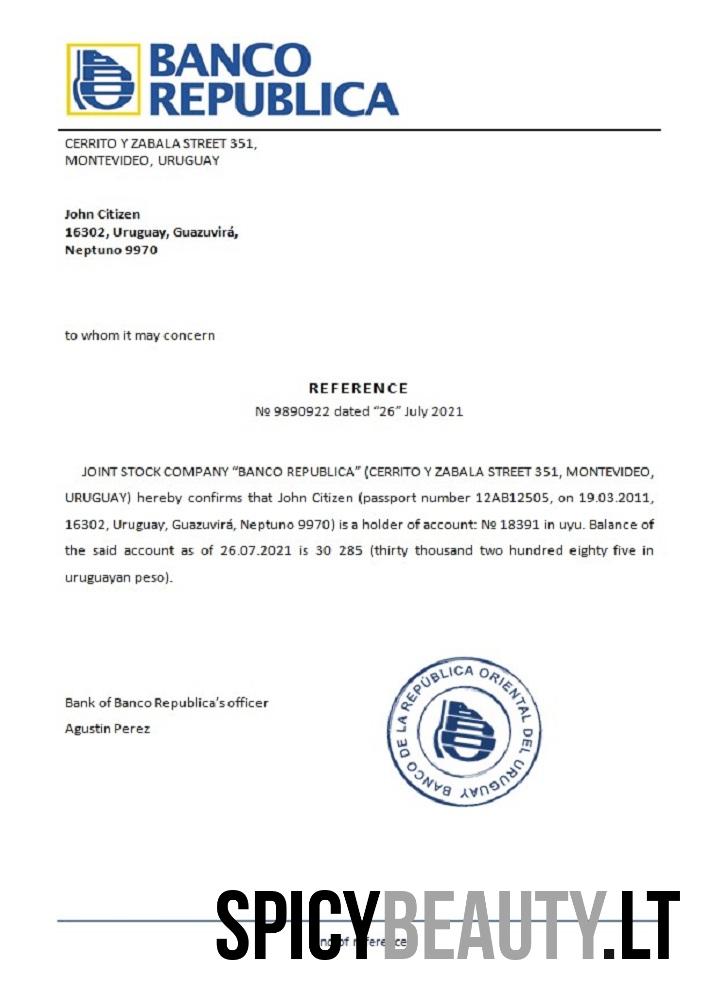 BANCO
REPUBLICA
CERRITO Y ZABALA STREET 351,
MONTEVIDEO, URUGUAY
John Citizen
16302, Uruguay, Guazuvirá,
Neptuno 9970
to whom it may concern
REFERENCE
№ 9890922 dated “26” July 2021
JOINT STOCK COMPANY “BANCO REPUBLICA” (CERRITO Y ZABALA STREET 351, MONTEVIDEO,
URUGUAY) hereby confirms that John Citizen (passport number 12AB12505, on 19.03.2011,
16302, Uruguay, Guazuvirá, Neptuno 9970) is a holder of account: № 18391 in uyu. Balance of
the said account as of 26.07.2021 is 30 285 (thirty thousand two hundred eighty five in
uruguayan peso).
Bank of Banco Republica’s officer
Agustin Perez
BANCO DE LA REPÚBLICA ORIENTAL DEL URUGUAY
SPICYBEAUTY.LT
of reference